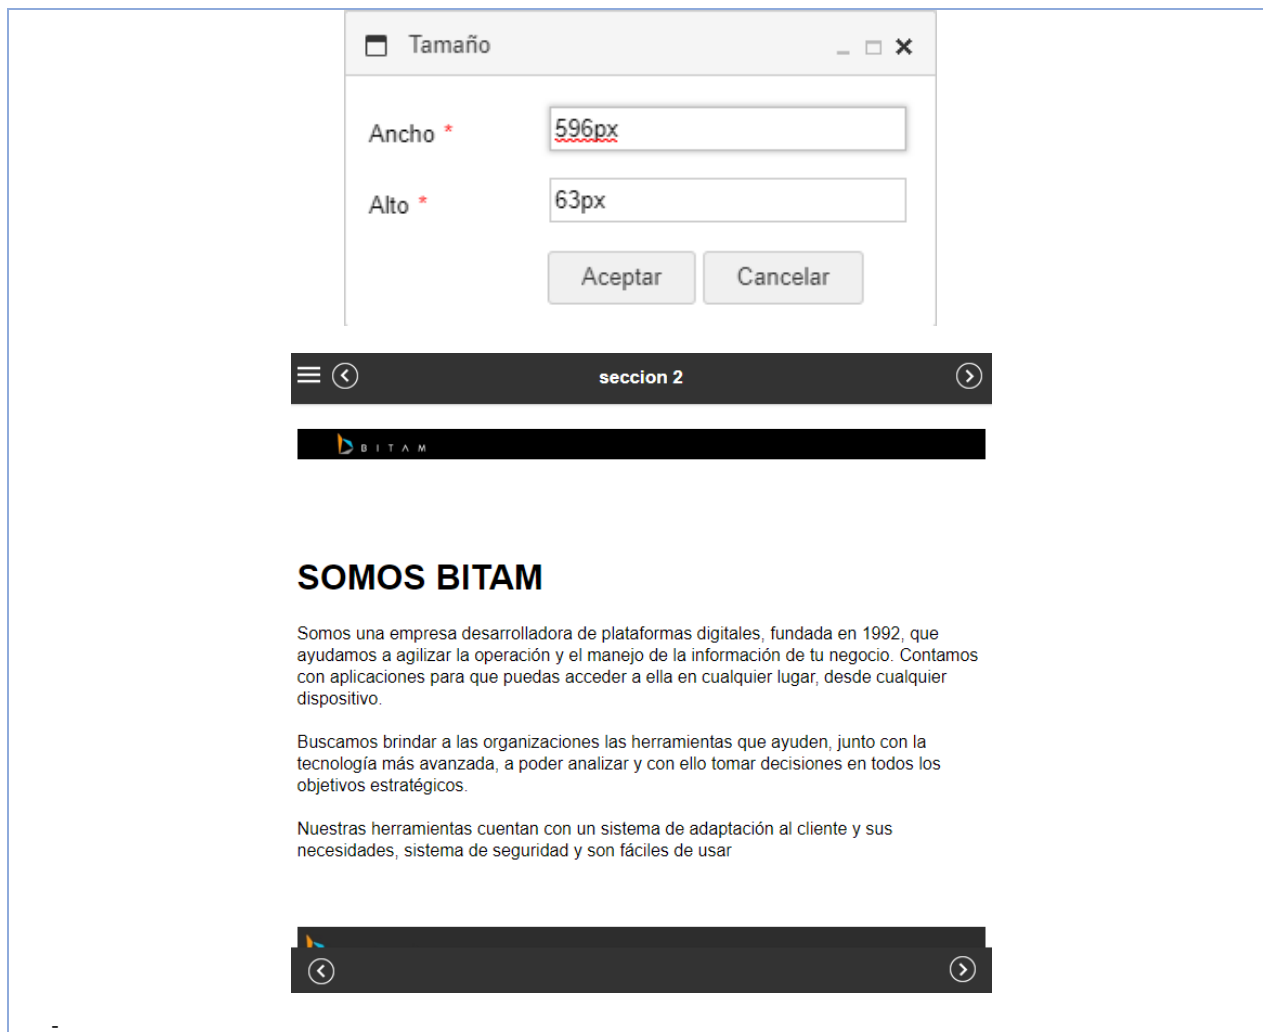 Tamaño
Ancho *
596px
Alto *
63px
Aceptar Cancelar
seccion 2
BITAM
SOMOS BITAM
Somos una empresa desarrolladora de plataformas digitales, fundada en 1992, que
ayudamos a agilizar la operación y el manejo de la información de tu negocio. Contamos
con aplicaciones para que puedas acceder a ella en cualquier lugar, desde cualquier
dispositivo.
Buscamos brindar a las organizaciones las herramientas que ayuden, junto con la
tecnología más avanzada, a poder analizar y con ello tomar decisiones en todos los
objetivos estratégicos.
Nuestras herramientas cuentan con un sistema de adaptación al cliente y sus
necesidades, sistema de seguridad y son fáciles de usar
-